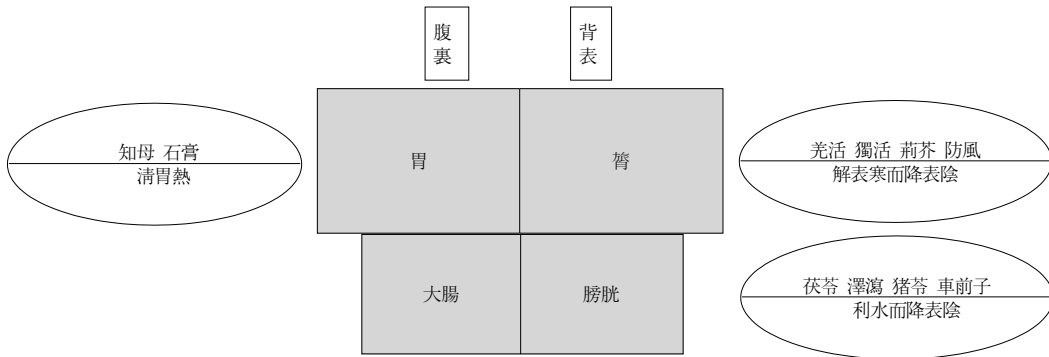 腹
裏
背
表
知母 石膏
淸胃熱
胃
膂
羌活 獨活 荊芥 防風
解表寒而降表陰
大腸
膀胱
茯苓 澤瀉 猪苓 車前子
利水而降表陰